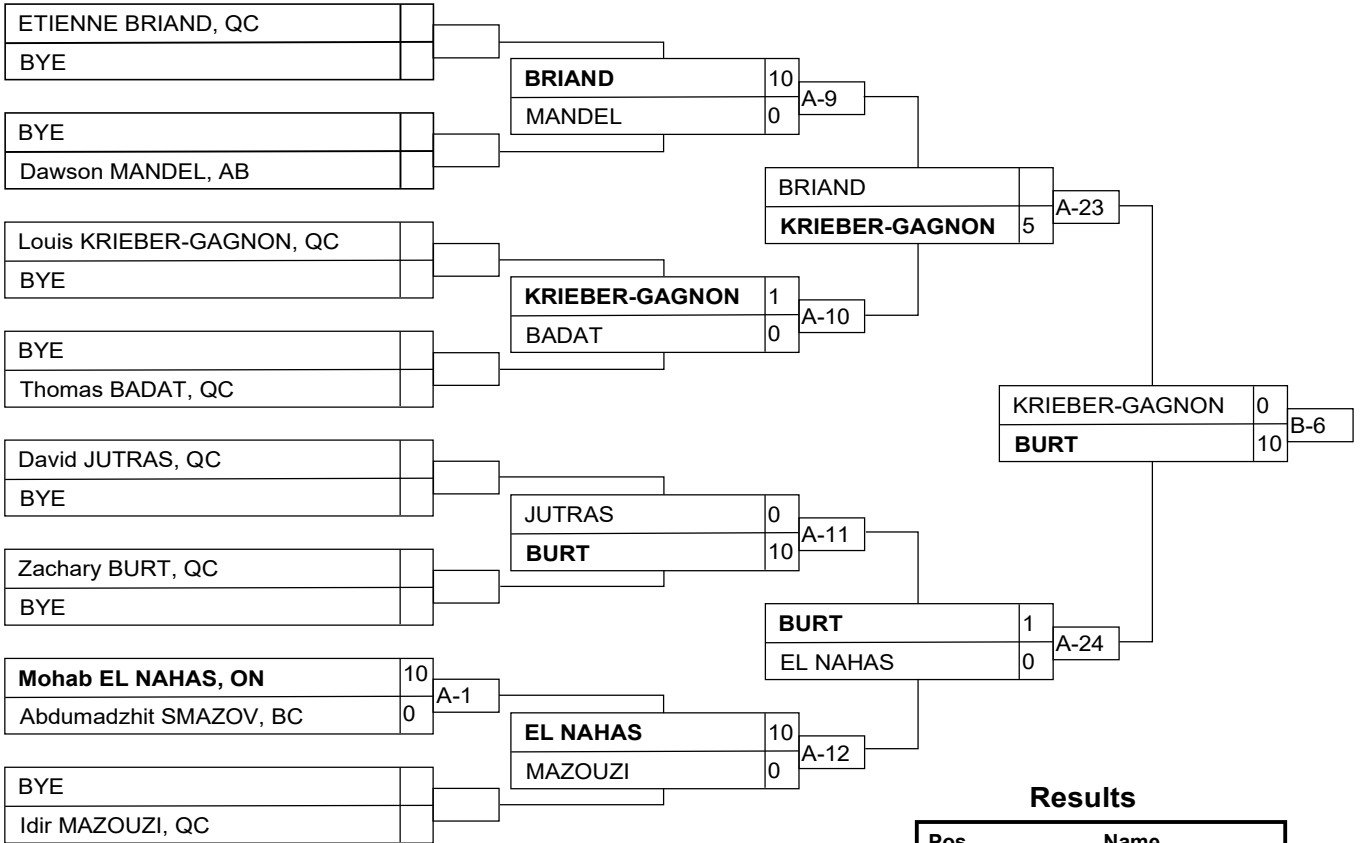 ETIENNE BRIAND, QC
BYE
BYE
Dawson MANDEL, AB
Louis KRIEBER-GAGNON, QC
BYE
BYE
Thomas BADAT, QC
David JUTRAS, QC
BYE
Zachary BURT, QC
BYE
Mohab EL NAHAS, ON 10
Abdumadzhit SMAZOV, BC 0
A-1
BYE
Idir MAZOUZI, QC
BRIAND 10
MANDEL 0
A-9
KRIEBER-GAGNON 1
BADAT 0
A-10
JUTRAS 0
BURT 10
A-11
EL NAHAS 10
MAZOUZI 0
A-12
BRIAND
KRIEBER-GAGNON 5
A-23
BURT 1
EL NAHAS 0
A-24
KRIEBER-GAGNON 0
BURT 10
B-6
Results
Pos Name